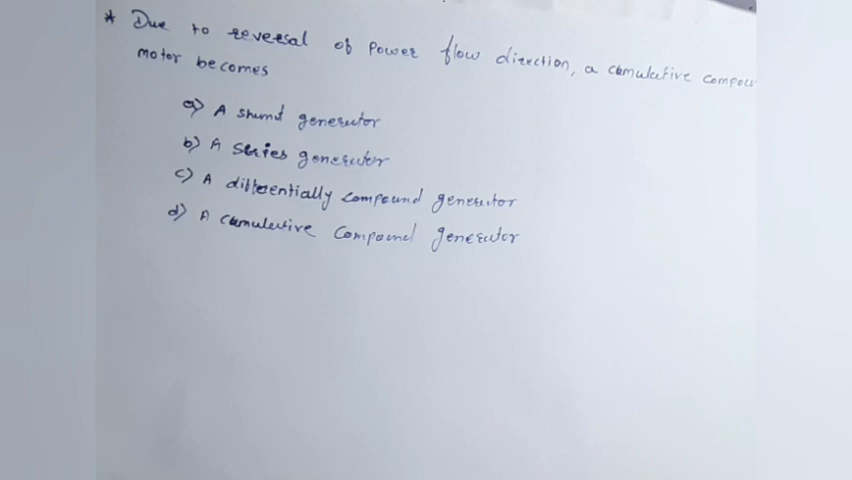 * Due to reversal of power flow direction, a cumulative compou
motor becomes
a) A shunt generator
b) A series generator
c) A differentially compound generator
d) A cumulative compound generator